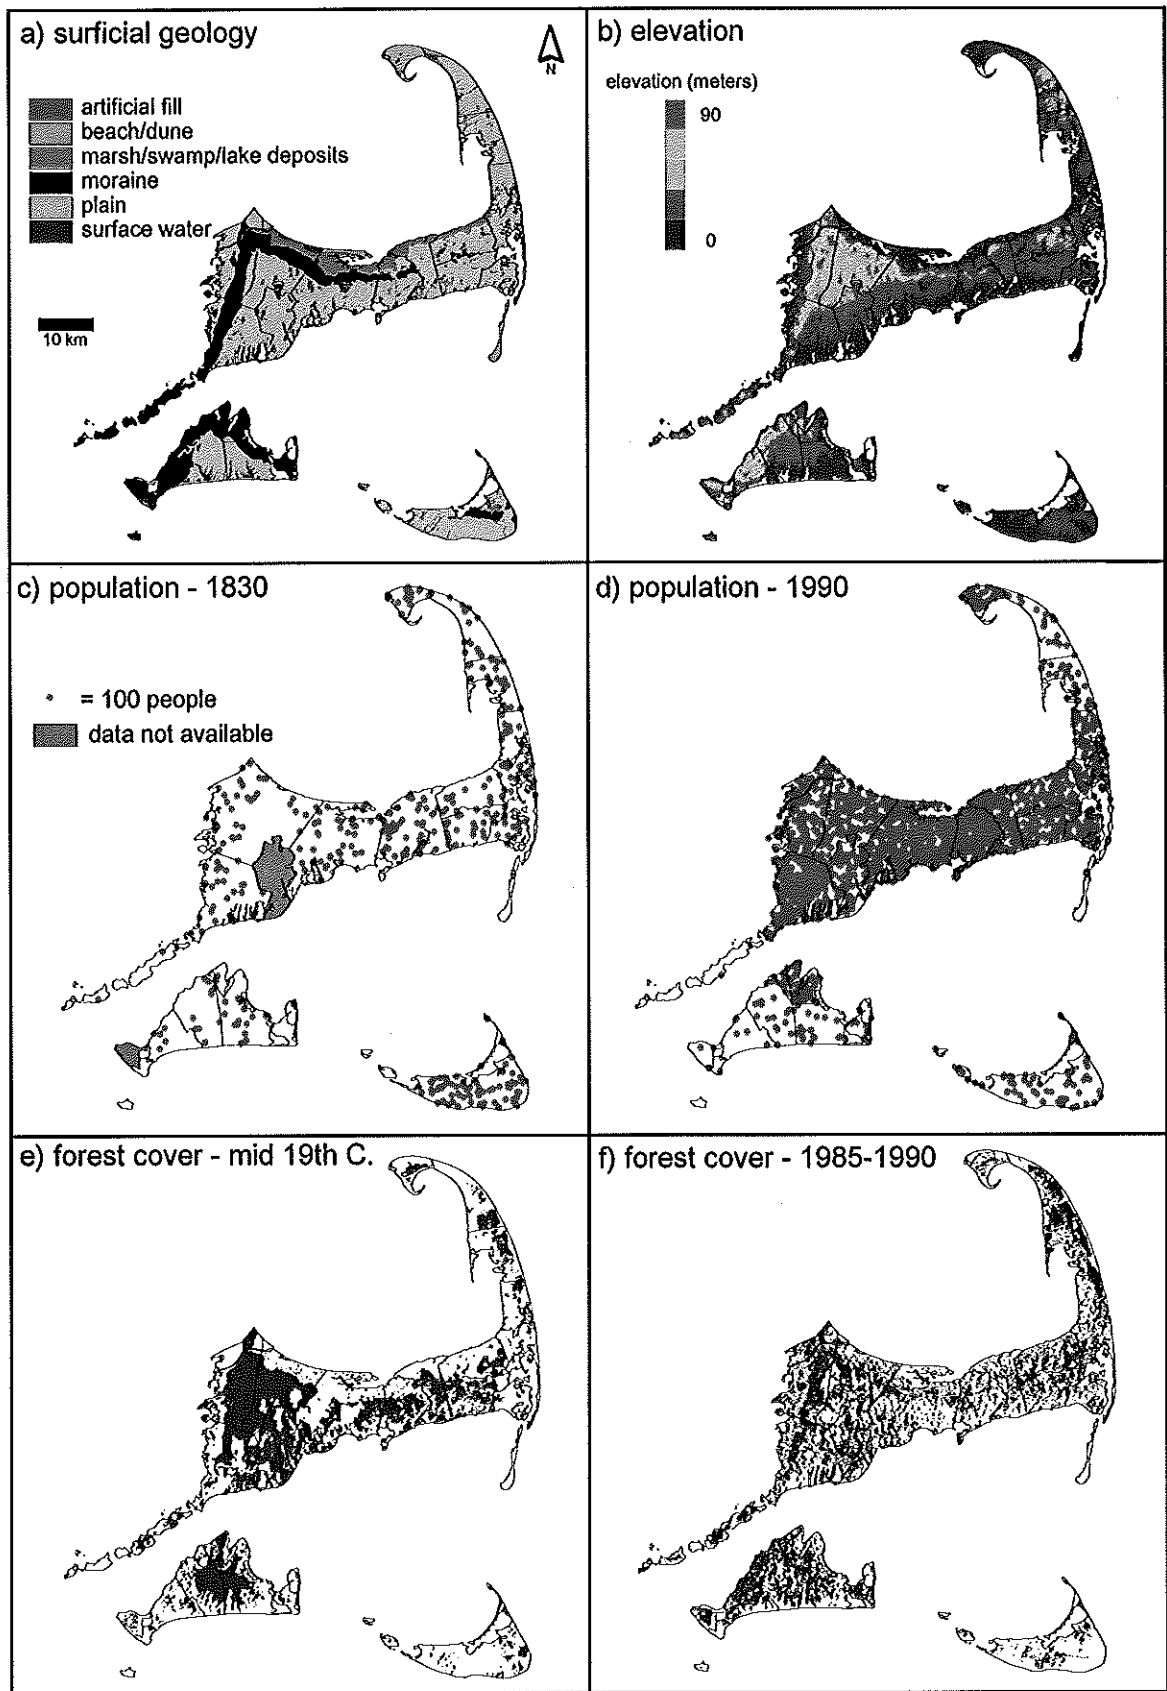 a) surficial geology
N
artificial fill
beach/dune
marsh/swamp/lake deposits
moraine
plain
surface water
10 km
b) elevation
elevation (meters)
90
0
c) population - 1830
= 100 people
data not available
d) population - 1990
e) forest cover - mid 19th C.
f) forest cover - 1985-1990